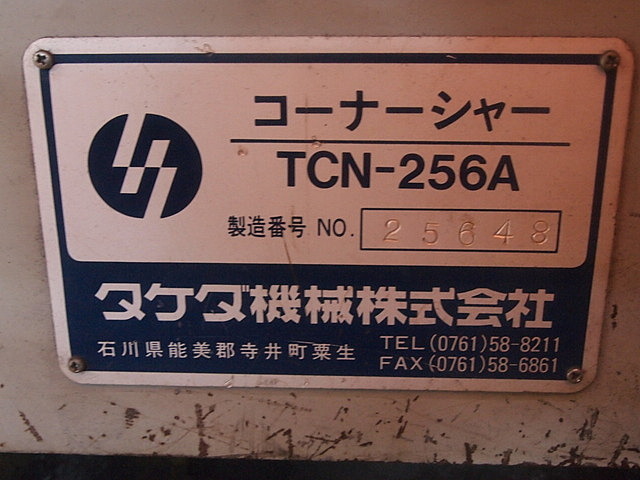 コーナーシャー
TCN-256A
製造番号 NO. 25648
タケダ機械株式会社
石川県能美郡寺井町粟生
TEL (0761)58-8211
FAX (0761)58-6861